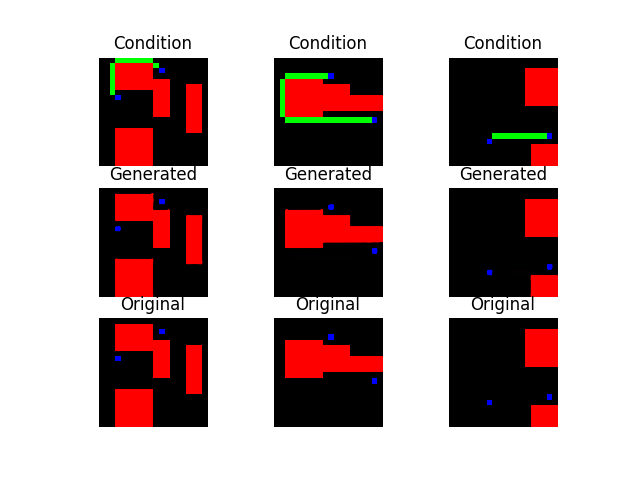 Condition Condition Condition
Generated Generated Generated
Original Original Original